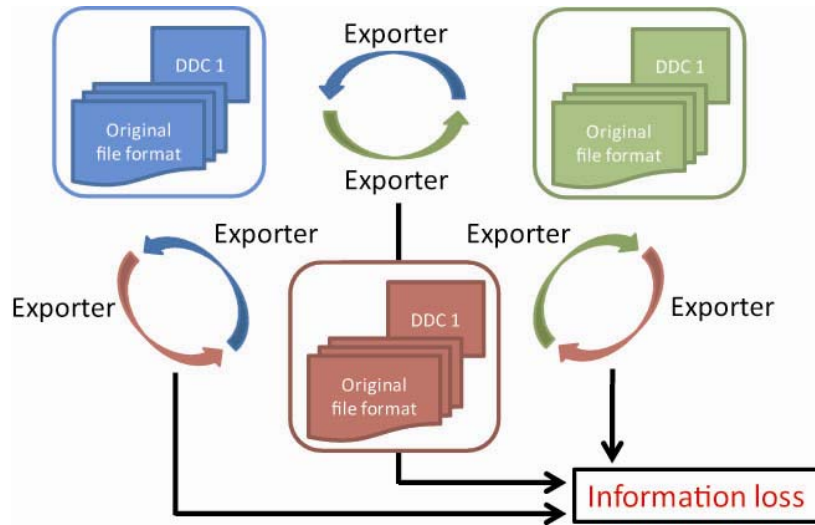 Exporter
DDC 1
Original
file format
DDC 1
Original
file format
Exporter
Exporter
Exporter
Exporter
Exporter
DDC 1
Original
file format
Information loss